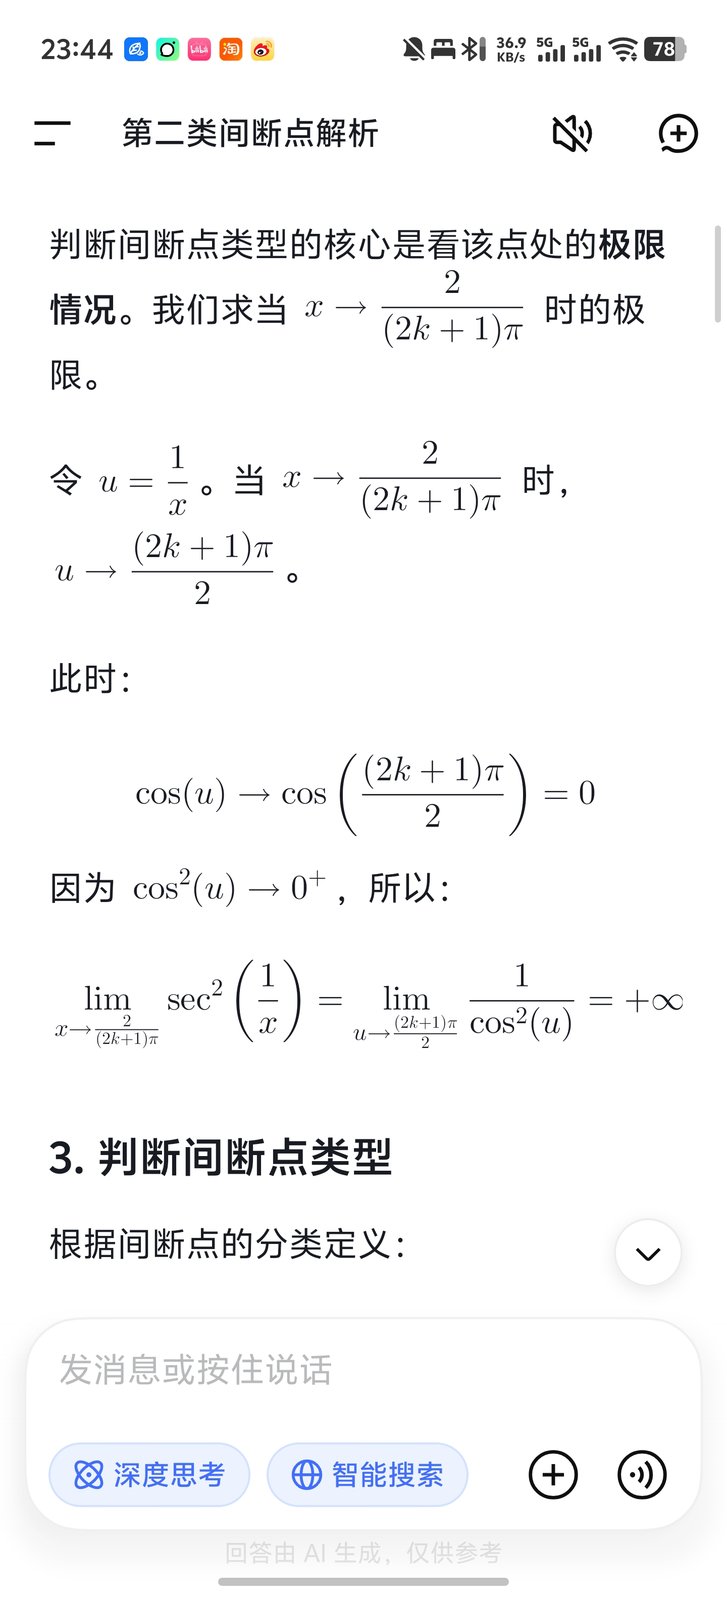 23:44
淘
36.9 KB/s 5G 5G 78
第二类间断点解析
判断间断点类型的核心是看该点处的极限
情况。我们求当 x → 2/((2k + 1)π) 时的极
限。
令 u = 1/x 。当 x → 2/((2k + 1)π) 时，
u → ((2k + 1)π)/2 。
此时：
cos(u) → cos(((2k + 1)π)/2) = 0
因为 cos²(u) → 0⁺ ，所以：
lim x→2/((2k+1)π) sec²(1/x) = lim u→((2k+1)π)/2 1/cos²(u) = +∞
3. 判断间断点类型
根据间断点的分类定义：
发消息或按住说话
深度思考
智能搜索
回答由 AI 生成，仅供参考